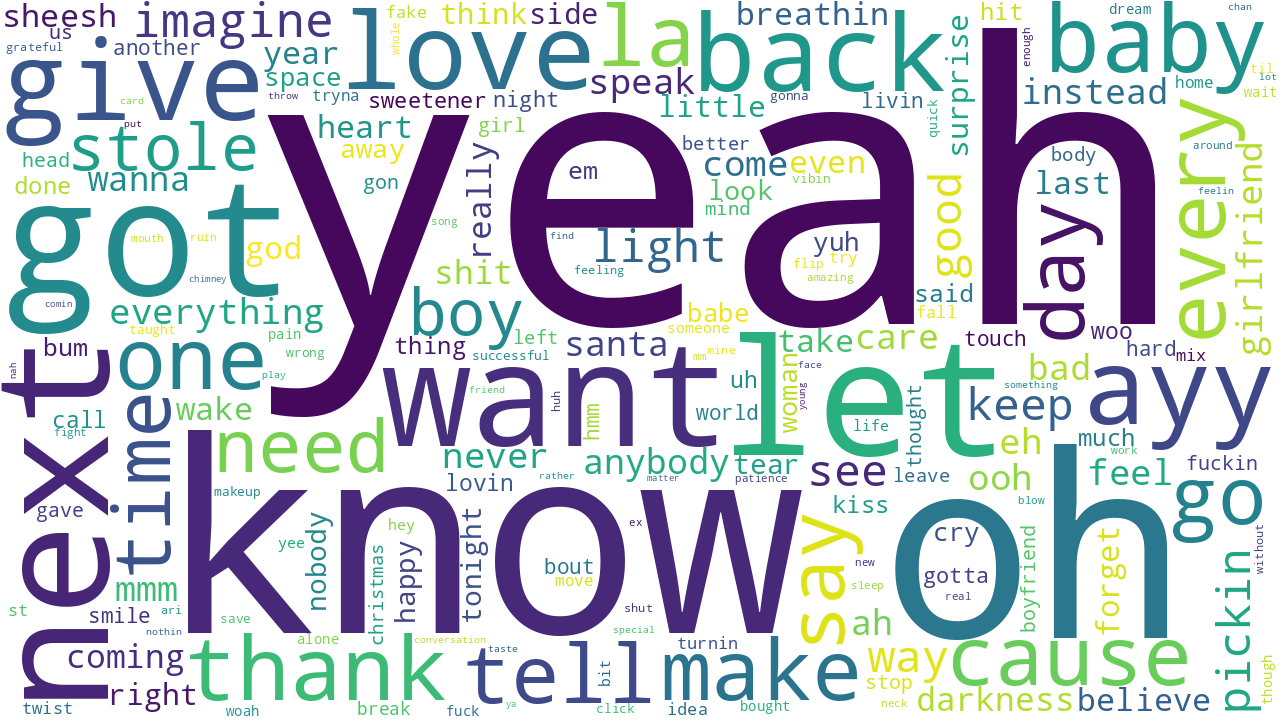 yeah
know
oh
got
want
let
next
love
back
baby
give
la
stole
one
time
boy
need
thank
tell
make
cause
say
day
every
ayy
go
keep
see
way
light
good
imagine
sheesh
us
grateful
another
year
space
tryna
throw
fake
whole
think
side
speak
sweetener
night
girl
little
breathin
gonna
livin
hit
dream
chan
enough
surprise
quick
instead
home
til
lot
wait
card
put
head
wanna
done
heart
away
gon
really
em
better
come
even
look
vibin
mind
body
last
around
feelin
girlfriend
god
mouth
ruin
song
chimney
comin
shit
find
feeling
yuh
flip
try
amazing
said
fall
everything
taught
pain
wrong
left
babe
someone
bum
nah
thing
successful
santa
mm
mine
take
care
touch
woo
hard
mix
play
friend
uh
woman
face
young
something
bad
call
fight
wake
huh
hmm
world
life
thought
eh
much
work
never
anybody
tear
rather
matter
patience
leave
ooh
feel
fuckin
gave
makeup
lovin
kiss
blow
pickin
without
yee
nobody
hey
ex
cry
gotta
real
new
boyfriend
forget
mmm
christmas
happy
tonight
bout
move
sleep
st
smile
ari
nothin
save
shut
special
ah
coming
alone
conversation
taste
turnin
right
bit
stop
neck
darkness
believe
though
twist
woah
break
fuck
ya
click
idea
bought